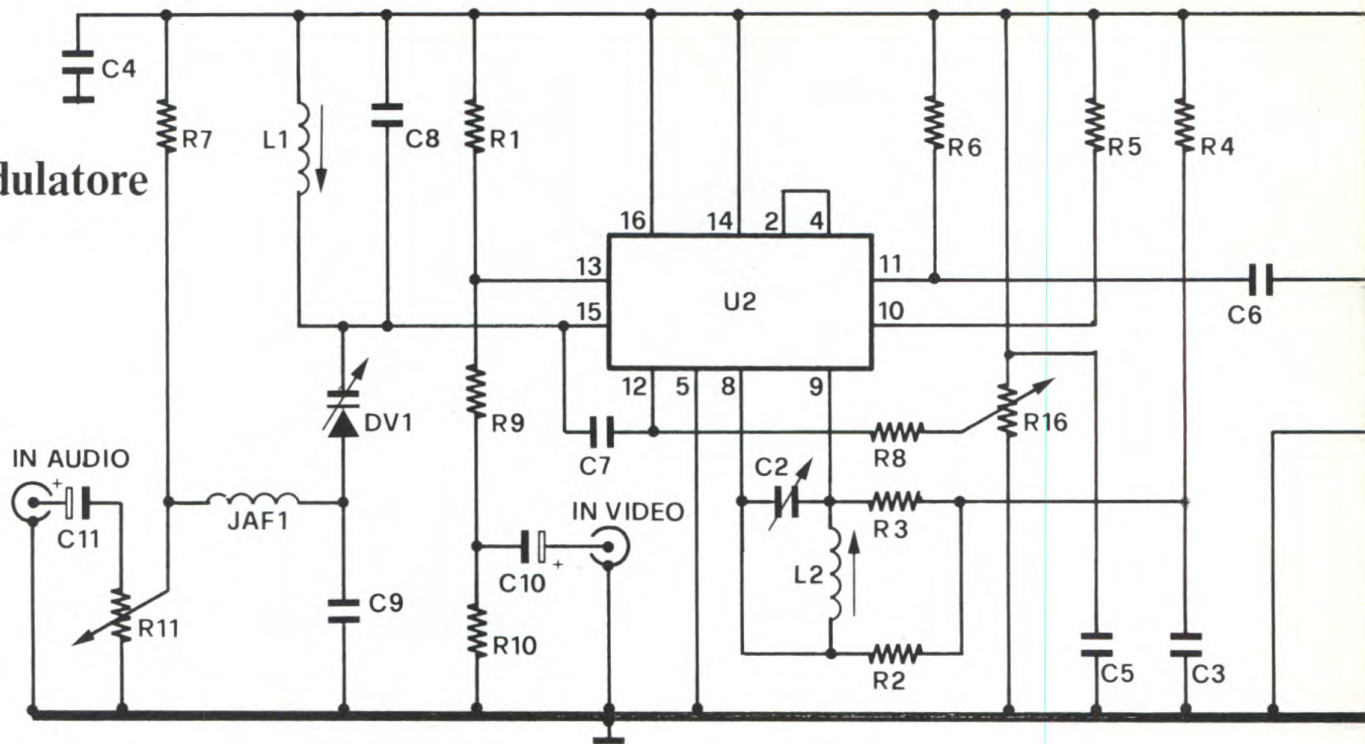 C4
R7
L1
C8
R1
R6
R5
R4
dulatore
16 14 2 4
13
11
U2
15
10
C6
12 5 8 9
DV1
R9
C7
R8
R16
IN AUDIO
+
C11
JAF1
C2
R3
IN VIDEO
C10
+
L2
R11
C9
R10
R2
C5
C3